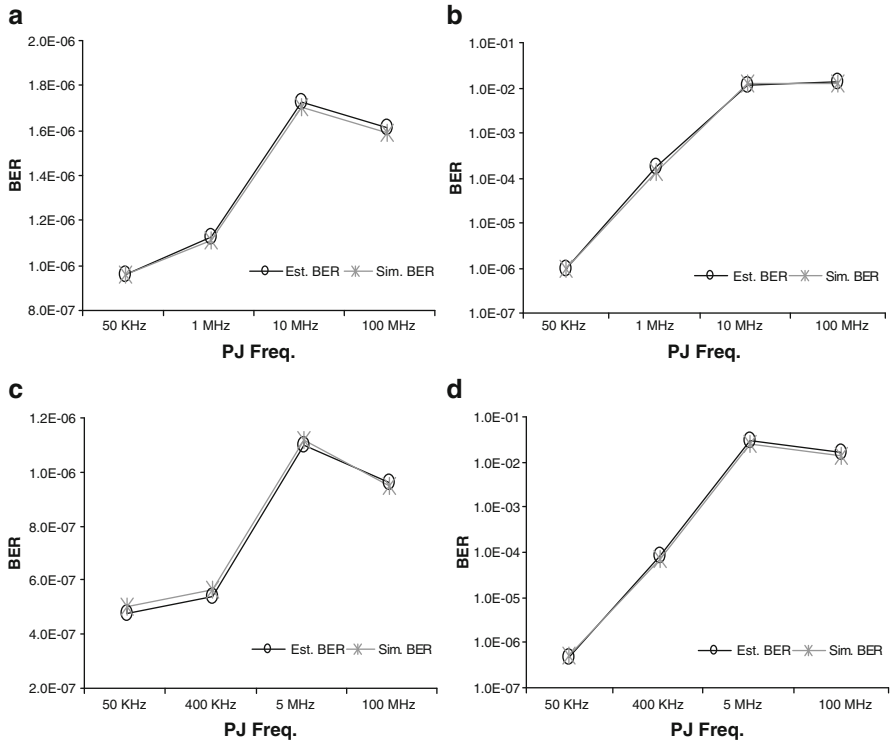 a
2.0E-06
1.8E-06
1.6E-06
1.4E-06
1.2E-06
1.0E-06
8.0E-07
BER
Est. BER
Sim. BER
50 KHz
1 MHz
10 MHz
100 MHz
PJ Freq.
b
1.0E-01
1.0E-02
1.0E-03
1.0E-04
1.0E-05
1.0E-06
1.0E-07
BER
Est. BER
Sim. BER
50 KHz
1 MHz
10 MHz
100 MHz
PJ Freq.
c
1.2E-06
1.0E-06
8.0E-07
6.0E-07
4.0E-07
2.0E-07
BER
Est. BER
Sim. BER
50 KHz
400 KHz
5 MHz
100 MHz
PJ Freq.
d
1.0E-01
1.0E-02
1.0E-03
1.0E-04
1.0E-05
1.0E-06
1.0E-07
BER
Est. BER
Sim. BER
50 KHz
400 KHz
5 MHz
100 MHz
PJ Freq.